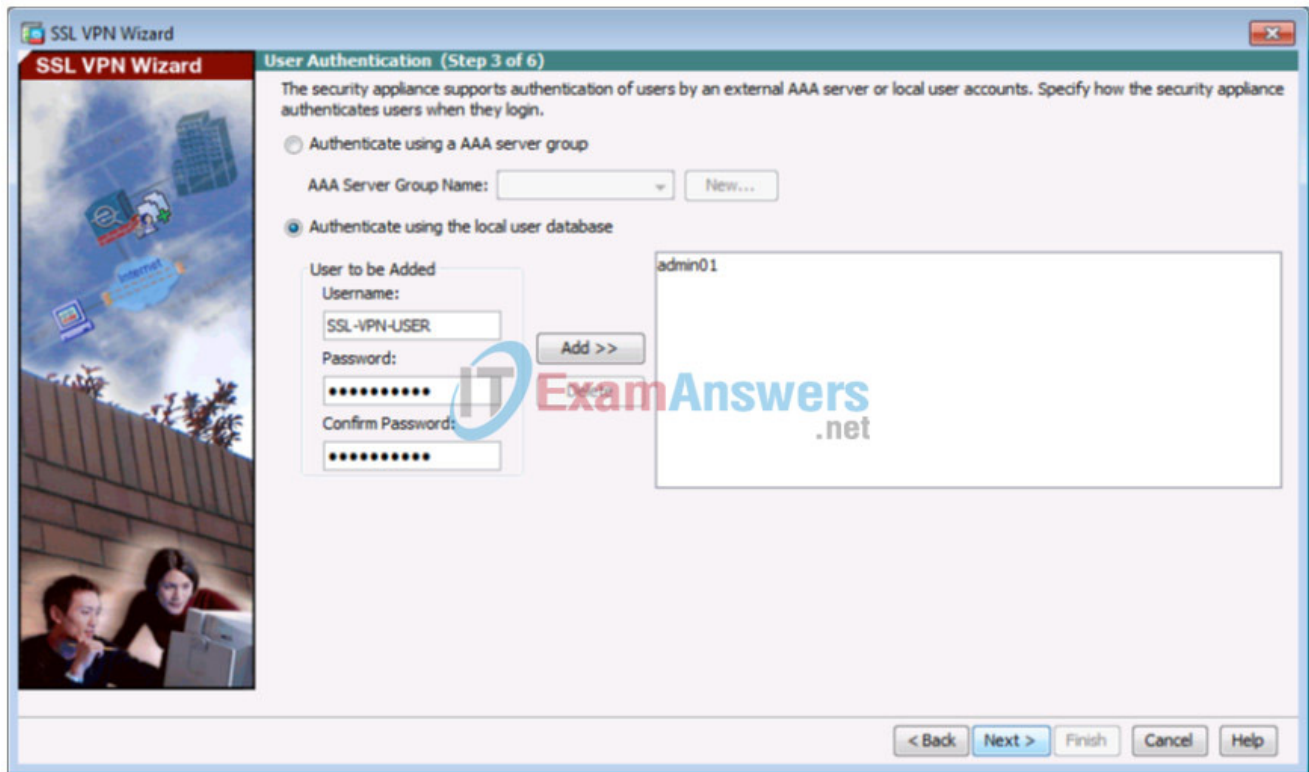 SSL VPN Wizard
SSL VPN Wizard
User Authentication (Step 3 of 6)
The security appliance supports authentication of users by an external AAA server or local user accounts. Specify how the security appliance
authenticates users when they login.
Authenticate using a AAA server group
AAA Server Group Name:
New...
Authenticate using the local user database
User to be Added
Username:
SSL-VPN-USER
Password:
••••••••••
Confirm Password:
••••••••••
Add >>
Delete
admin01
Internet
ITExamAnswers
.net
< Back
Next >
Finish
Cancel
Help